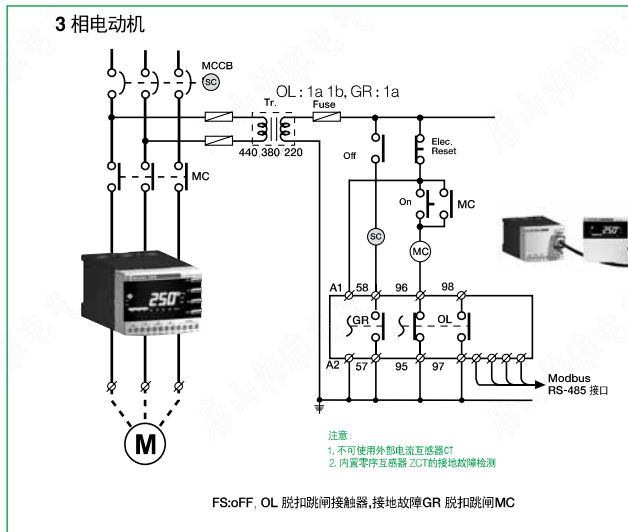 3 相电动机
MCCB
SC
OL : 1a 1b, GR : 1a
Tr.
Fuse
440 380 220
Off
Elec.
Reset
MC
On
MC
SC
MC
250
250
A1 58 96 98
GR
OL
A2 57 95 97
Modbus
RS-485 接口
M
注意：
1. 不可使用外部电流互感器CT
2. 内置零序互感器 ZCT的接地故障检测
FS:oFF, OL 脱扣跳闸接触器,接地故障GR 脱扣跳闸MC